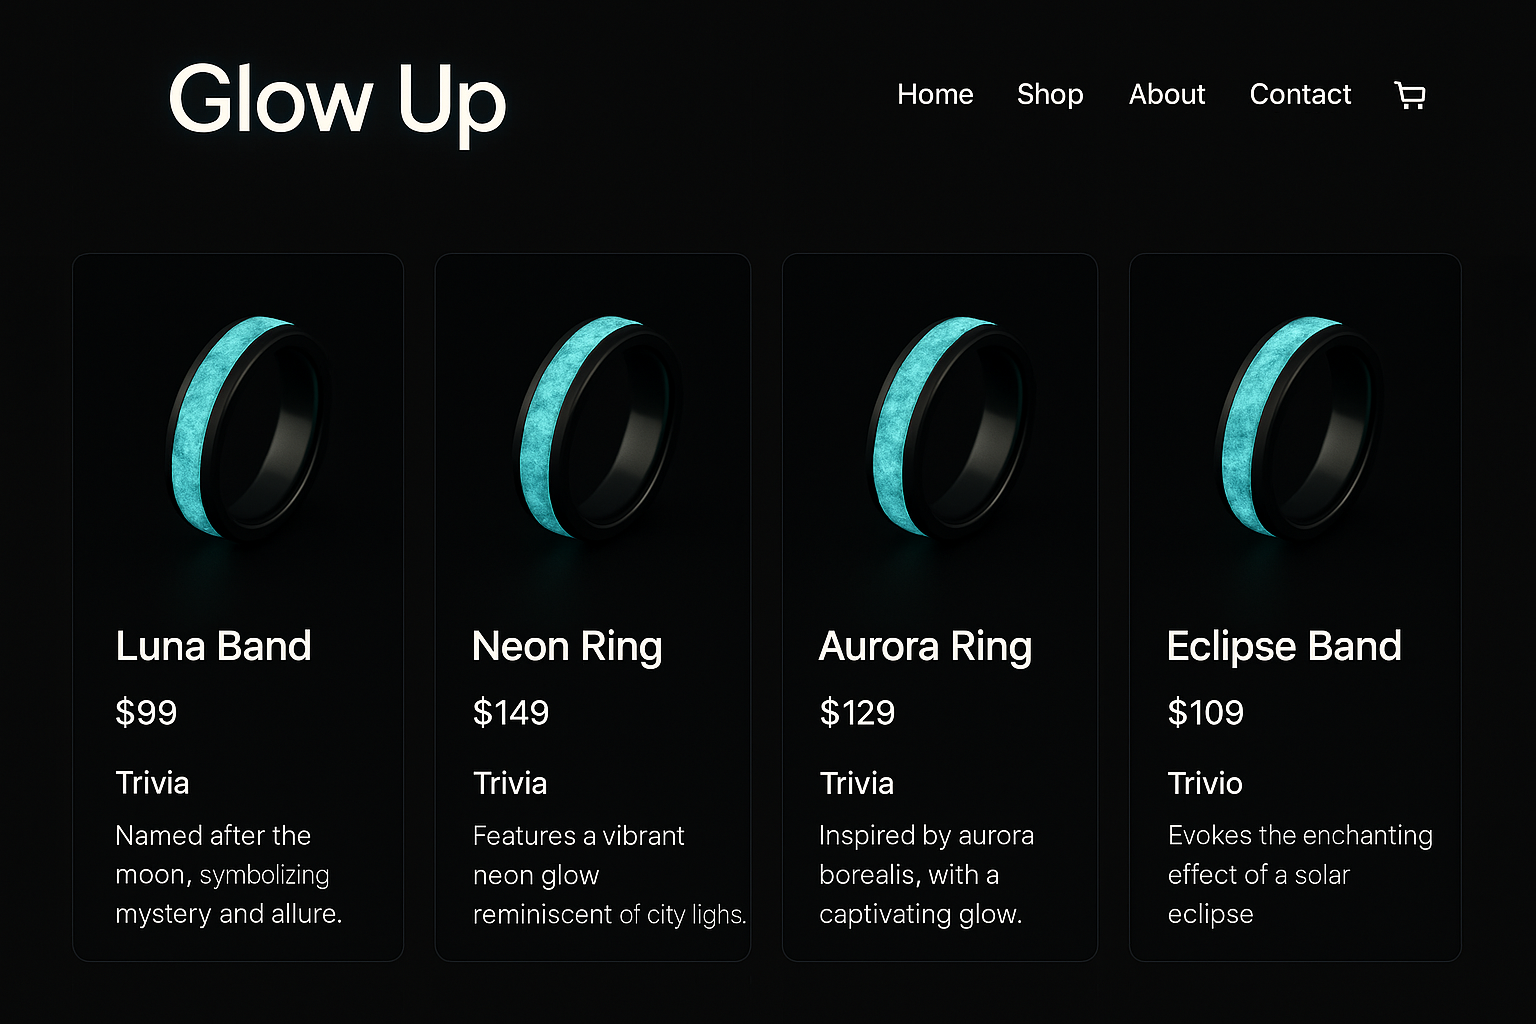 Glow Up
Home Shop About Contact
Luna Band
$99
Trivia
Named after the
moon, symbolizing
mystery and allure.
Neon Ring
$149
Trivia
Features a vibrant
neon glow
reminiscent of city lighs.
Aurora Ring
$129
Trivia
Inspired by aurora
borealis, with a
captivating glow.
Eclipse Band
$109
Trivio
Evokes the enchanting
effect of a solar
eclipse